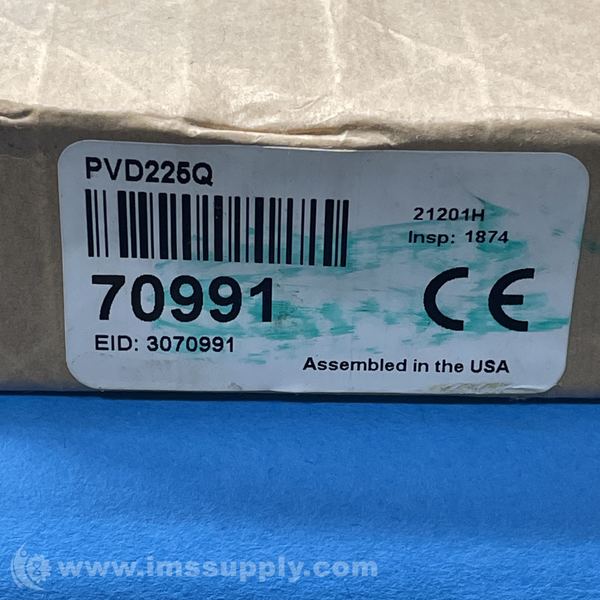 PVD225Q
21201H
Insp: 1874
70991
CE
EID: 3070991
Assembled in the USA
www.imssupply.com